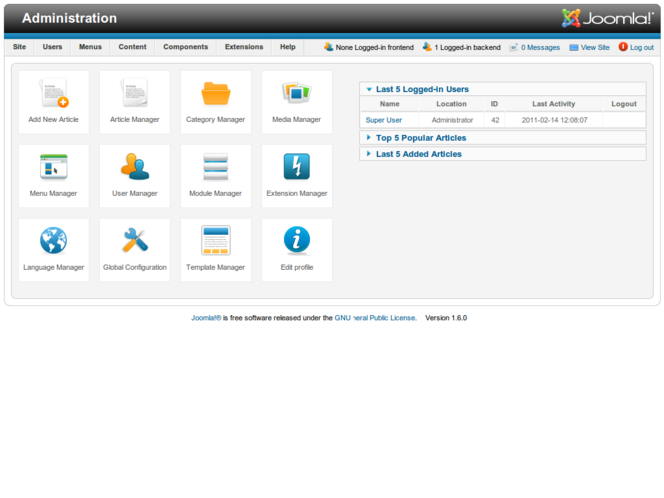 Administration
Joomla!
Site Users Menus Content Components Extensions Help None Logged-in frontend 1 Logged-in backend 0 Messages View Site Log out
Add New Article Article Manager Category Manager Media Manager
Menu Manager User Manager Module Manager Extension Manager
Language Manager Global Configuration Template Manager Edit profile
Last 5 Logged-in Users
Name Location ID Last Activity Logout
Super User Administrator 42 2011-02-14 12:08:07
Top 5 Popular Articles
Last 5 Added Articles
Joomla!® is free software released under the GNU neral Public License. Version 1.6.0